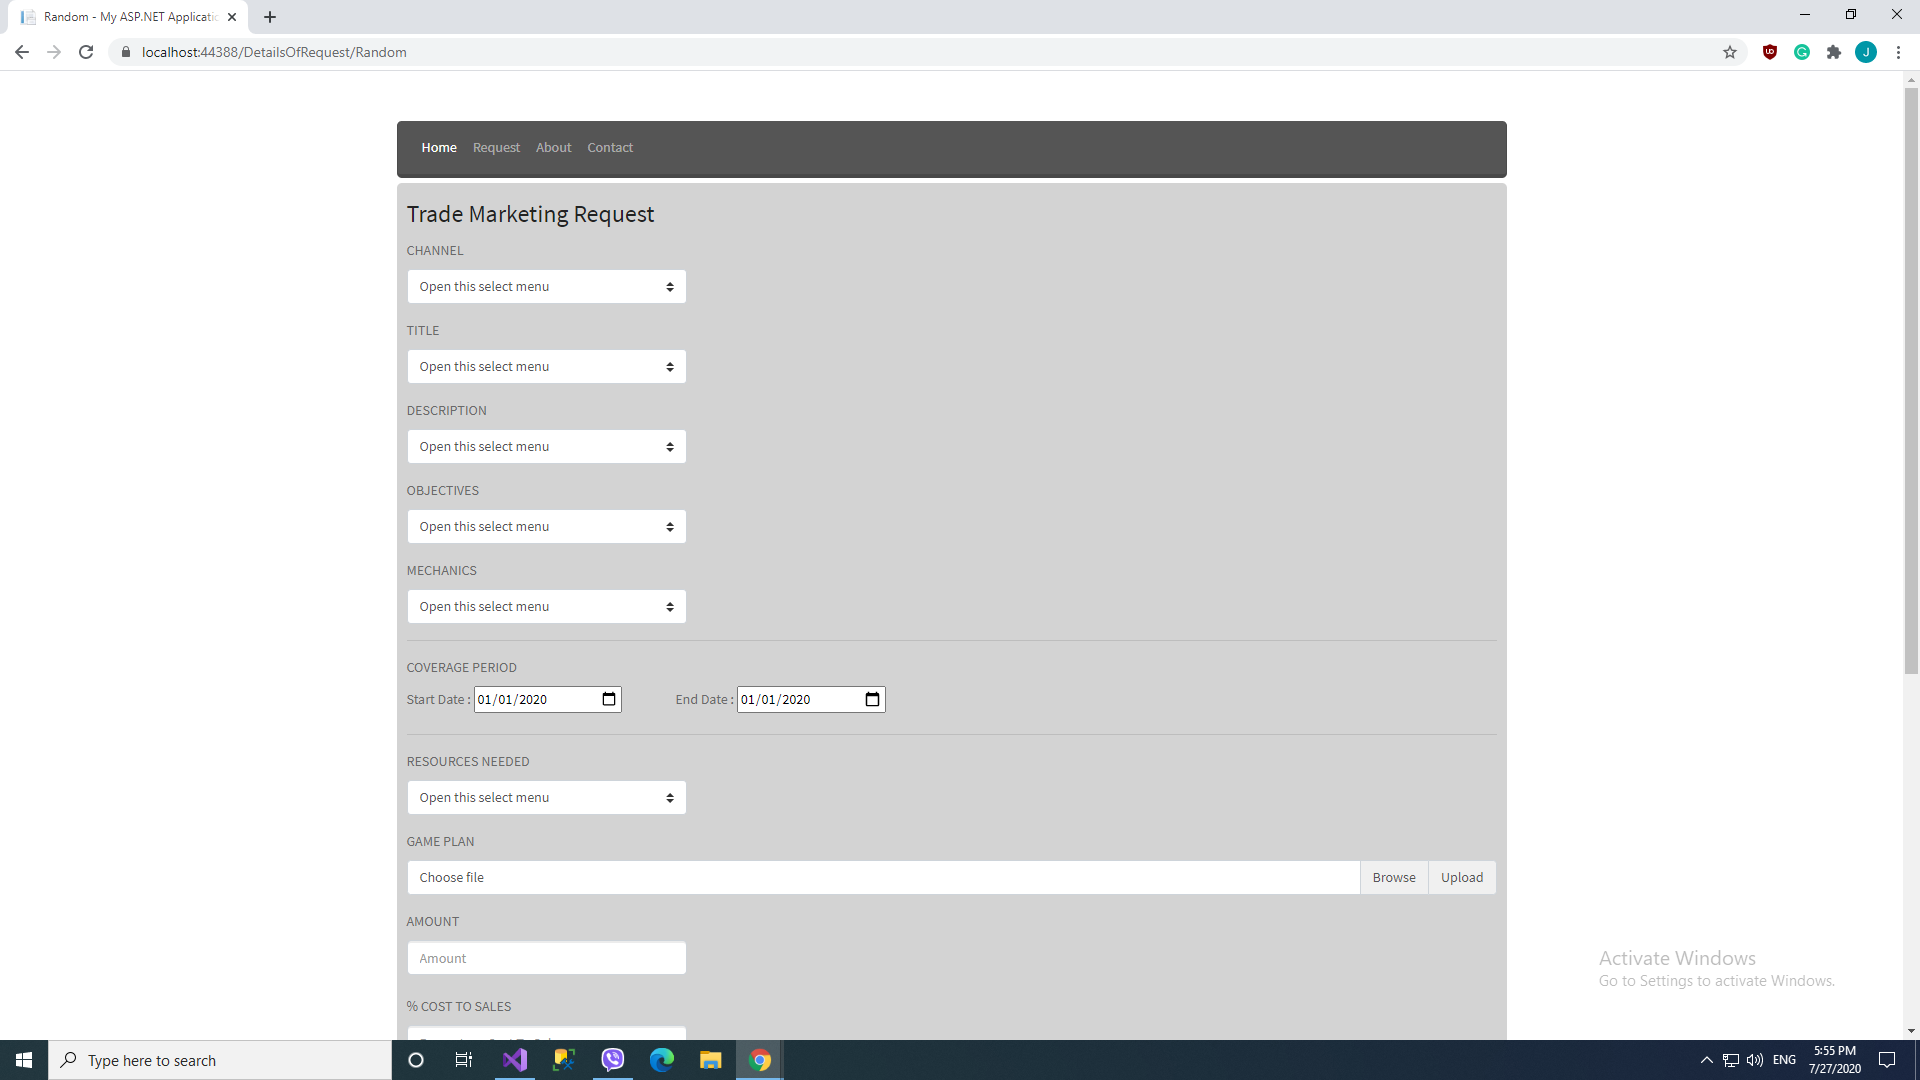 Random - My ASP.NET Applicatio
localhost:44388/DetailsOfRequest/Random
J
Home Request About Contact
Trade Marketing Request
CHANNEL
Open this select menu
TITLE
Open this select menu
DESCRIPTION
Open this select menu
OBJECTIVES
Open this select menu
MECHANICS
Open this select menu
COVERAGE PERIOD
Start Date : 01/01/2020 End Date : 01/01/2020
RESOURCES NEEDED
Open this select menu
GAME PLAN
Choose file Browse Upload
AMOUNT
Amount
% COST TO SALES
Activate Windows
Go to Settings to activate Windows.
Type here to search
ENG
5:55 PM
7/27/2020